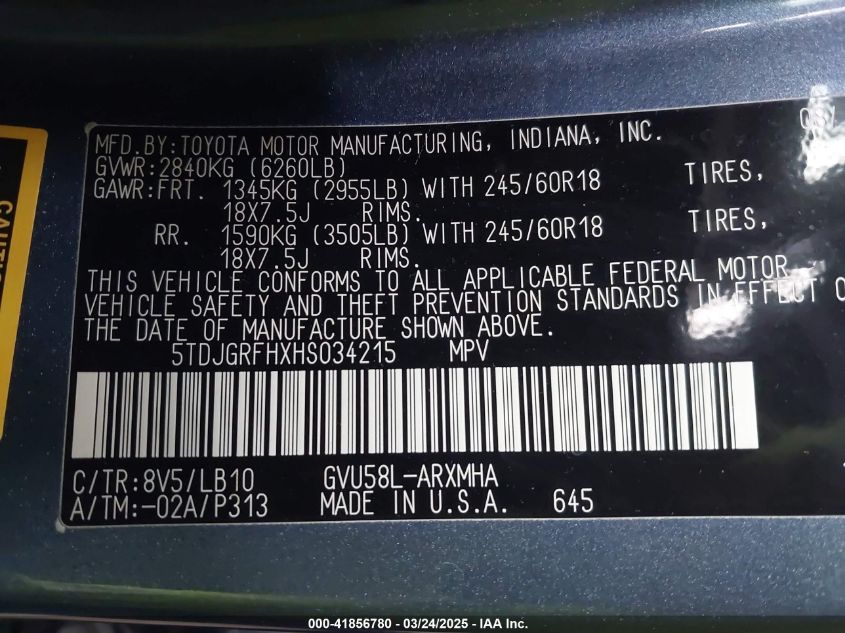 MFD.BY:TOYOTA MOTOR MANUFACTURING, INDIANA, INC.
GVWR:2840KG (6260LB)
GAWR:FRT. 1345KG (2955LB) WITH 245/60R18 TIRES,
18X7.5J RIMS.
RR. 1590KG (3505LB) WITH 245/60R18 TIRES,
18X7.5J RIMS.
THIS VEHICLE CONFORMS TO ALL APPLICABLE FEDERAL MOTOR
VEHICLE SAFETY AND THEFT PREVENTION STANDARDS IN EFFECT O
THE DATE OF MANUFACTURE SHOWN ABOVE.
5TDJGRFHXHS034215 MPV
C/TR:8V5/LB10 GVU58L-ARXMHA
A/TM:-02A/P313 MADE IN U.S.A. 645
000-41856780 - 03/24/2025 - IAA Inc.